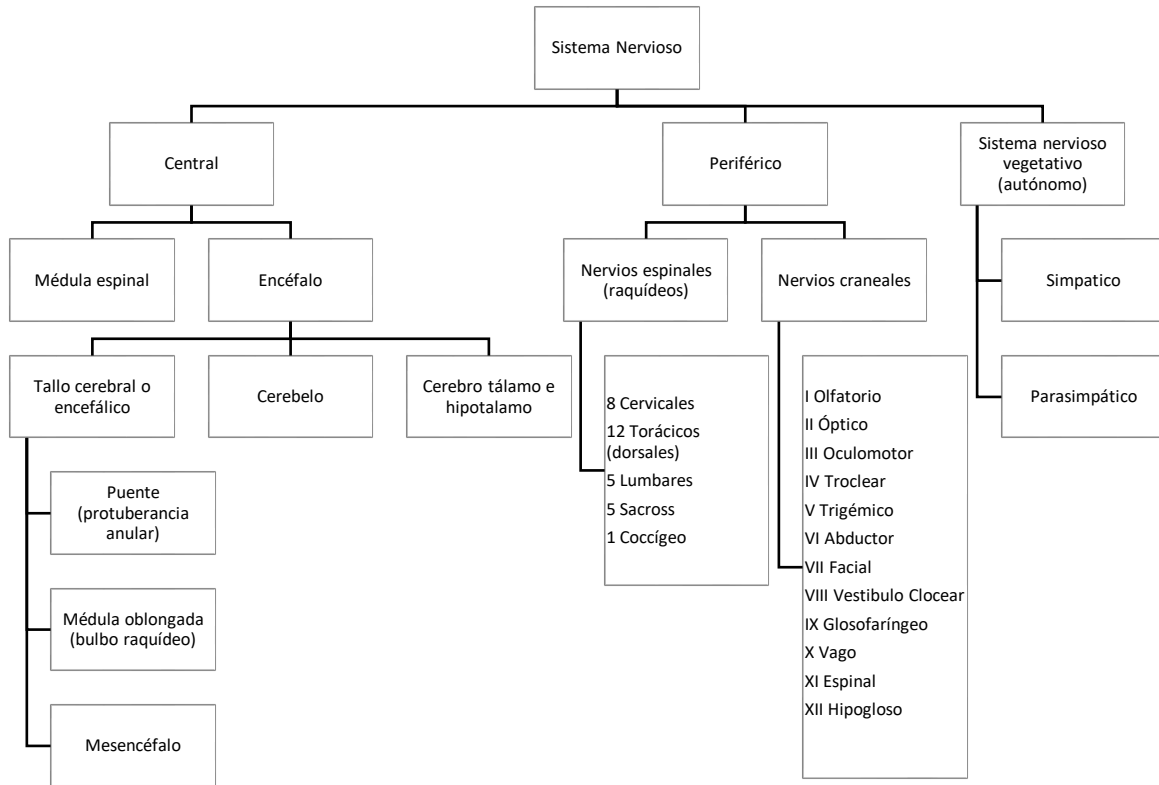 Sistema Nervioso
Central
Periférico
Sistema nervioso
vegetativo
(autónomo)
Médula espinal
Encéfalo
Nervios espinales
(raquídeos)
Nervios craneales
Simpatico
Tallo cerebral o
encefálico
Cerebelo
Cerebro tálamo e
hipotalamo
Parasimpático
8 Cervicales
12 Torácicos
(dorsales)
5 Lumbares
5 Sacross
1 Coccígeo
I Olfatorio
II Óptico
III Oculomotor
IV Troclear
V Trigémico
VI Abductor
VII Facial
VIII Vestibulo Clocear
IX Glosofaríngeo
X Vago
XI Espinal
XII Hipogloso
Puente
(protuberancia
anular)
Médula oblongada
(bulbo raquídeo)
Mesencéfalo